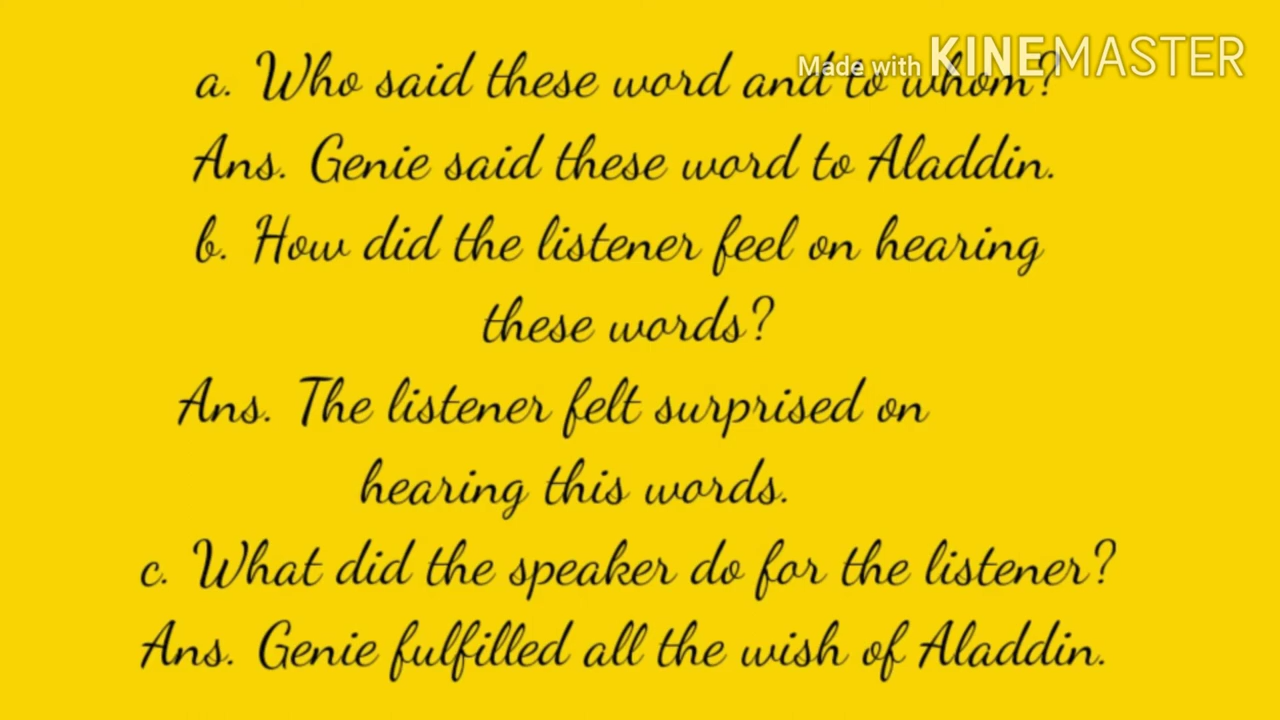 Made with KINEMASTER
a. Who said these word and to whom?
Ans. Genie said these word to Aladdin.
b. How did the listener feel on hearing
these words?
Ans. The listener felt surprised on
hearing this words.
c. What did the speaker do for the listener?
Ans. Genie fulfilled all the wish of Aladdin.